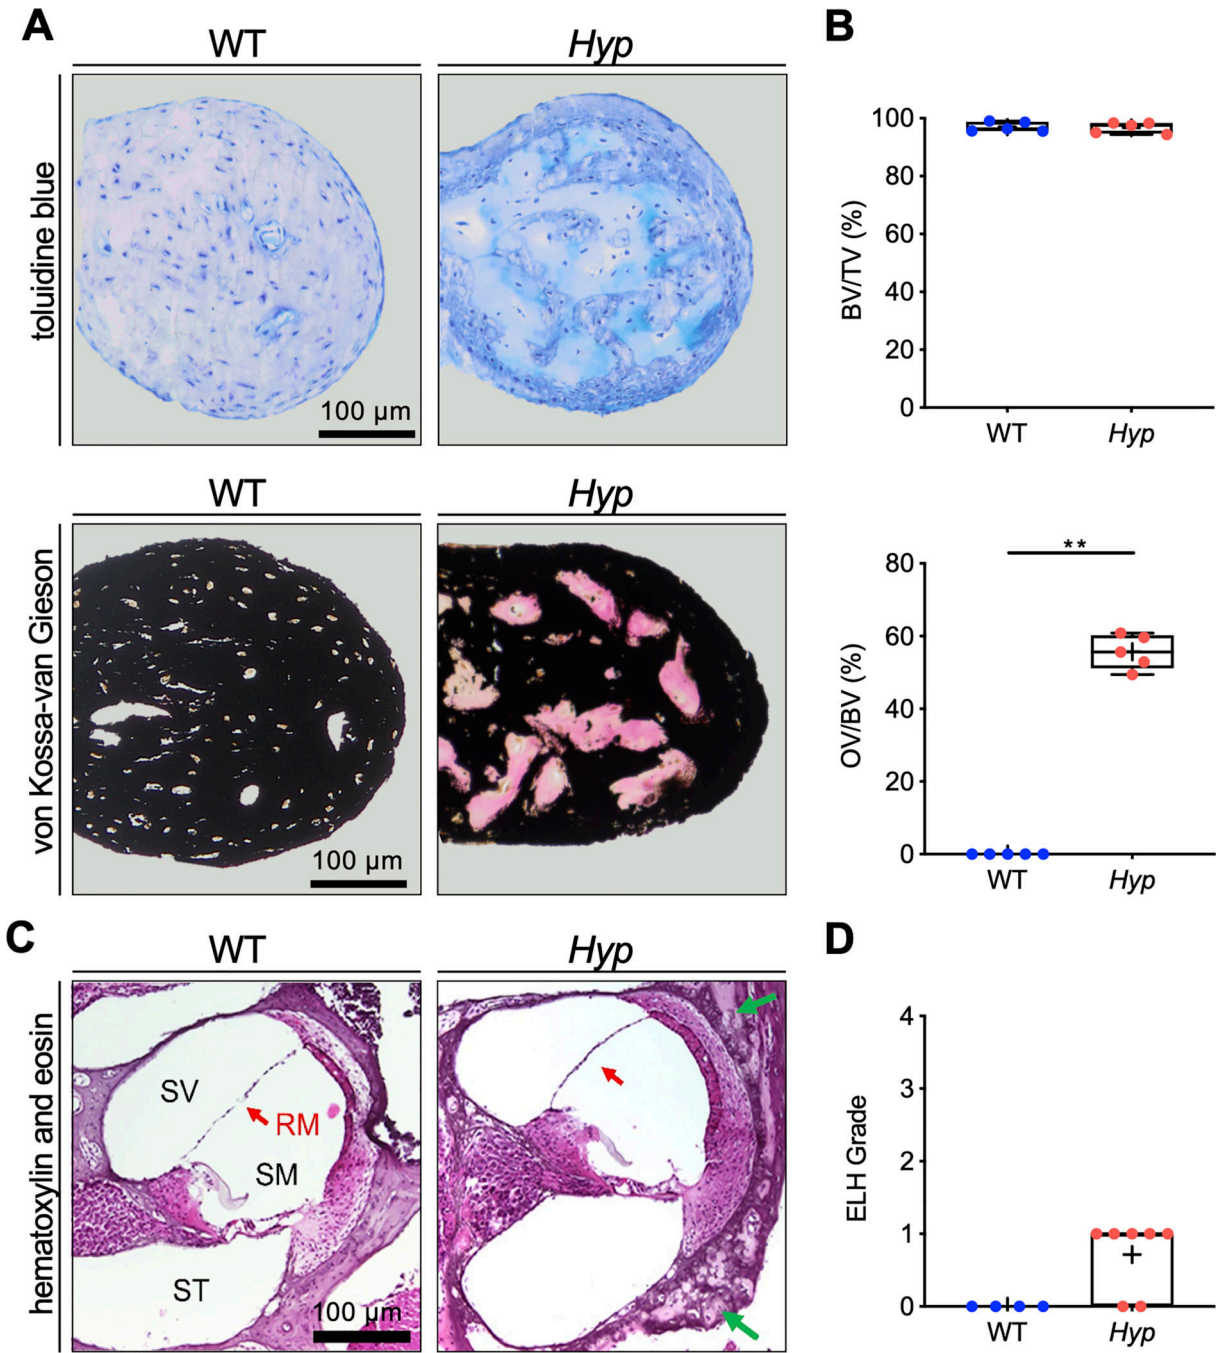 A
WT
Hyp
toluidine blue
100 µm
WT
Hyp
von Kossa-van Gieson
100 µm
B
100
80
60
40
20
0
BV/TV (%)
WT
Hyp
**
80
60
40
20
0
OV/BV (%)
WT
Hyp
C
WT
Hyp
hematoxylin and eosin
SV
RM
SM
ST
100 µm
D
4
3
2
1
0
ELH Grade
WT
Hyp